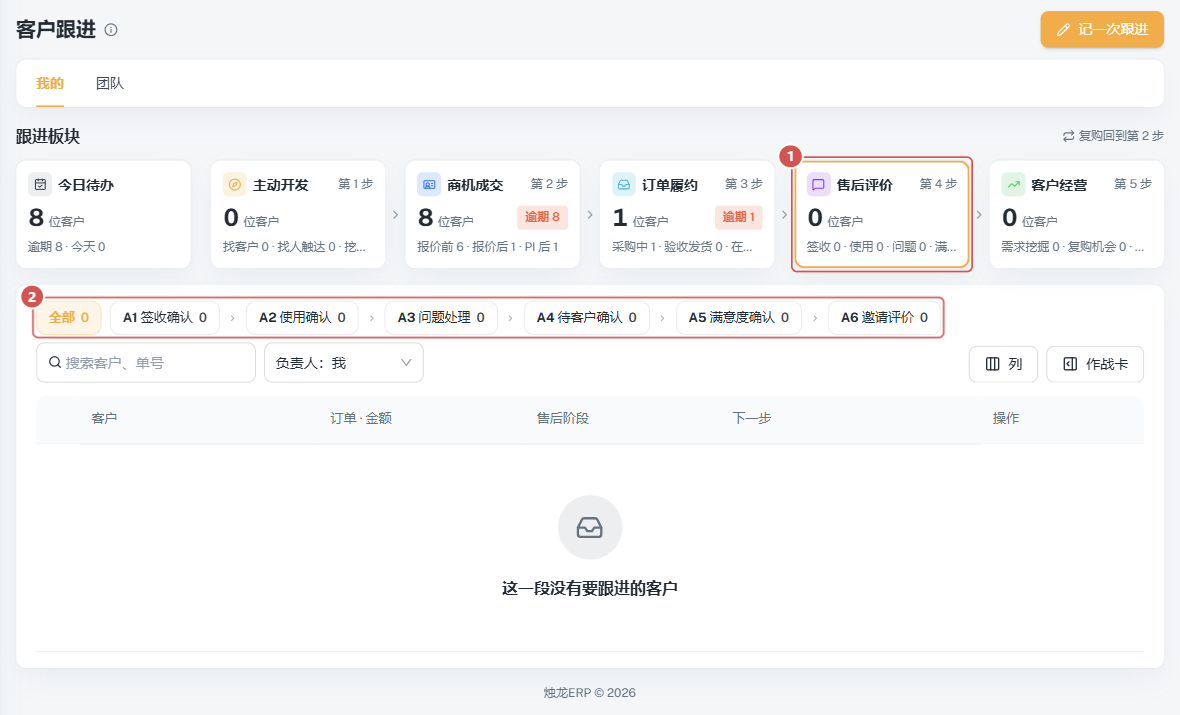 客户跟进
记一次跟进
我的 团队
跟进板块 复购回到第 2 步
1
今日待办
8 位客户
逾期 8 · 今天 0
主动开发 第 1 步
0 位客户
找客户 0 · 找人触达 0 · 挖...
商机成交 第 2 步
8 位客户 逾期 8
报价前 6 · 报价后 1 · PI 后 1
订单履约 第 3 步
1 位客户 逾期 1
采购中 1 · 验收发货 0 · 在...
售后评价 第 4 步
0 位客户
签收 0 · 使用 0 · 问题 0 · 满...
客户经营 第 5 步
0 位客户
需求挖掘 0 · 复购机会 0 · ...
2
全部 0 A1 签收确认 0 A2 使用确认 0 A3 问题处理 0 A4 待客户确认 0 A5 满意度确认 0 A6 邀请评价 0
搜索客户、单号 负责人：我 列 作战卡
客户 订单 · 金额 售后阶段 下一步 操作
这一段没有要跟进的客户
烛龙ERP © 2026